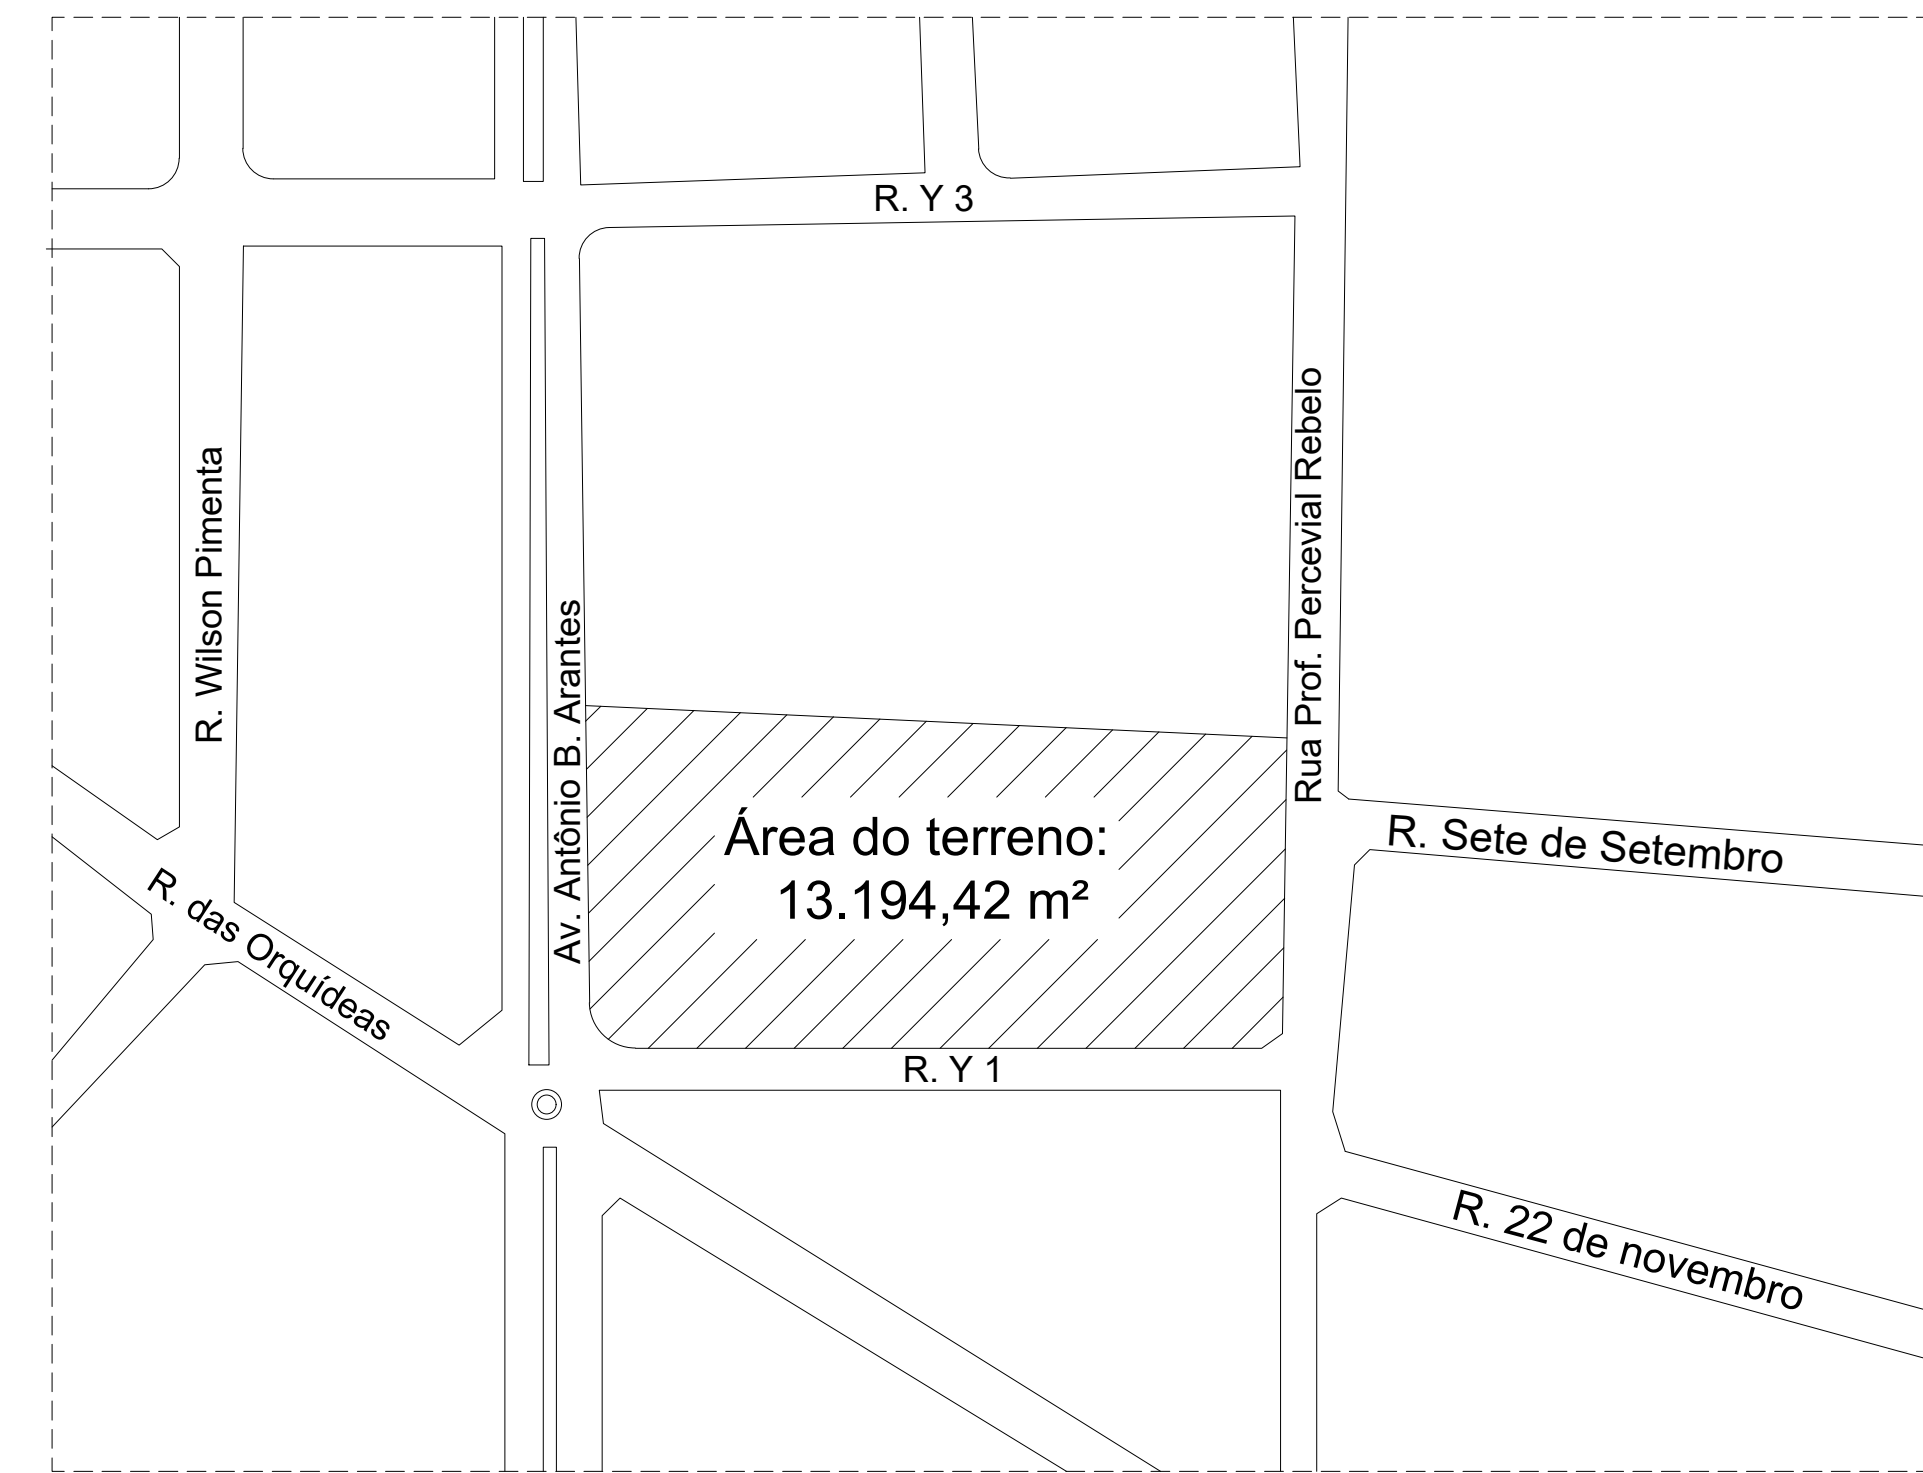 R. Y 3
R. Wilson Pimenta
Av. Antônio B. Arantes
Rua Prof. Percevial Rebelo
Área do terreno:
13.194,42 m²
R. Sete de Setembro
R. das Orquídeas
R. Y 1
R. 22 de novembro